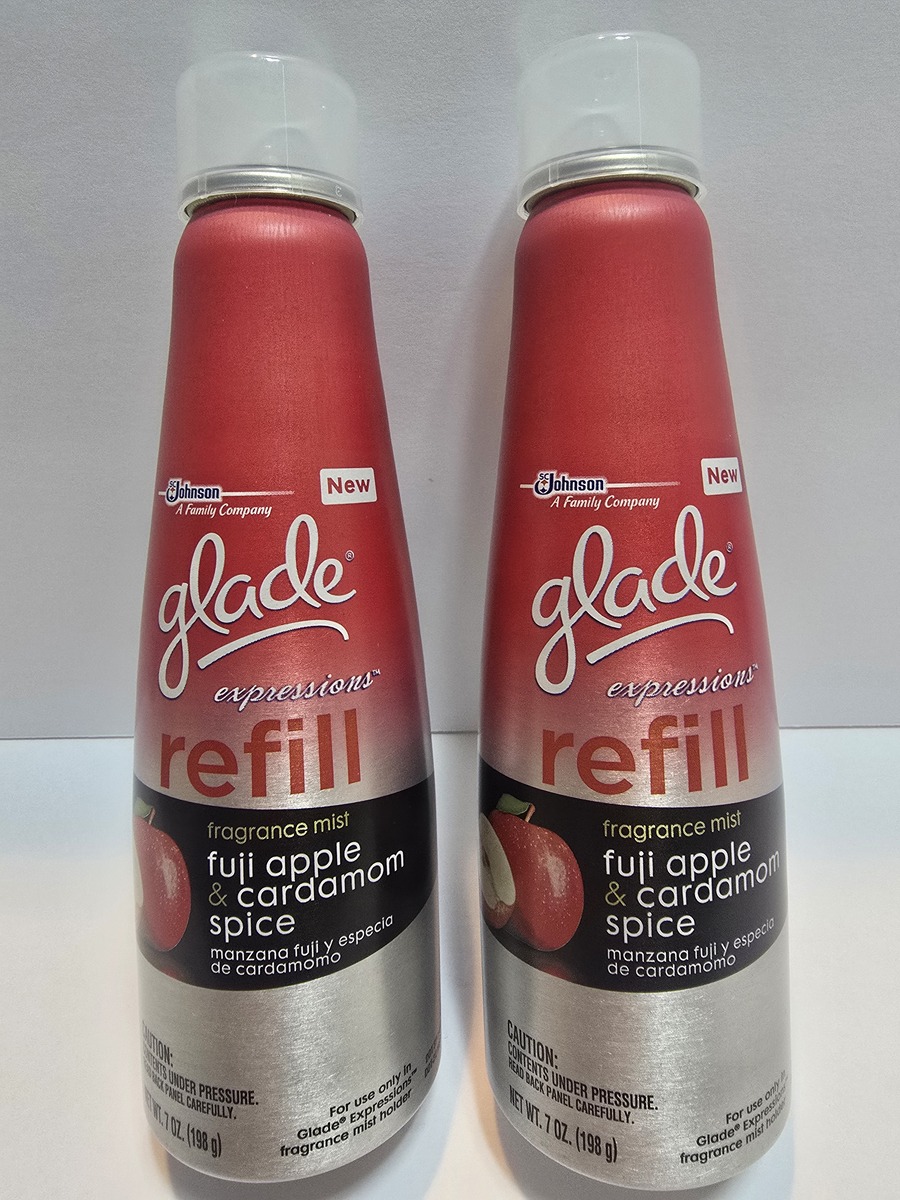 SC Johnson
A Family Company
New
glade®
expressions™
refill
fragrance mist
fuji apple
& cardamom
spice
manzana fuji y especia
de cardamomo
CAUTION:
CONTENTS UNDER PRESSURE.
READ BACK PANEL CAREFULLY.
NET WT. 7 OZ. (198 g)
For use only in
Glade® Expressions™
fragrance mist holder
SC Johnson
A Family Company
New
glade®
expressions™
refill
fragrance mist
fuji apple
& cardamom
spice
manzana fuji y especia
de cardamomo
CAUTION:
CONTENTS UNDER PRESSURE.
READ BACK PANEL CAREFULLY.
NET WT. 7 OZ. (198 g)
For use only in
Glade® Expressions
fragrance mist holder